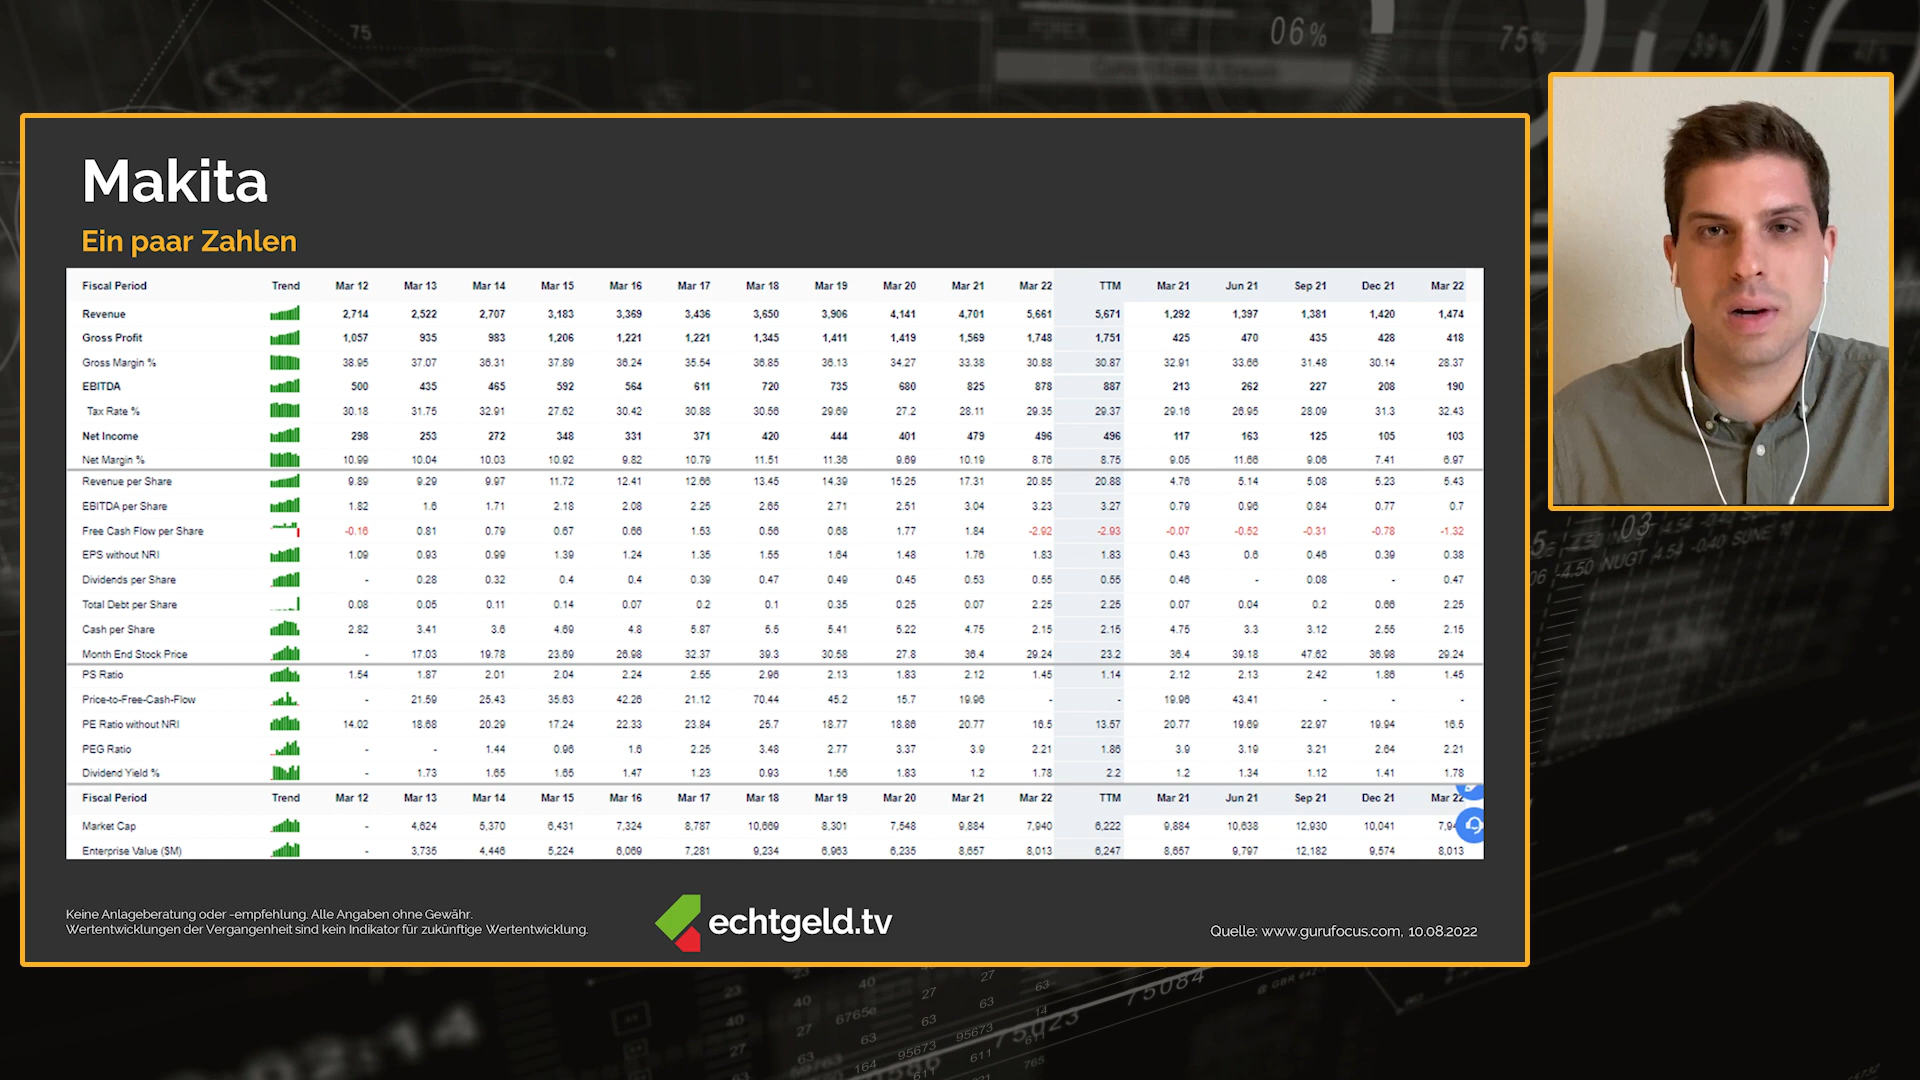 Makita
Ein paar Zahlen
Fiscal Period Trend Mar 12 Mar 13 Mar 14 Mar 15 Mar 16 Mar 17 Mar 18 Mar 19 Mar 20 Mar 21 Mar 22 TTM Mar 21 Jun 21 Sep 21 Dec 21 Mar 22
Revenue 2,714 2,522 2,707 3,183 3,369 3,436 3,650 3,906 4,141 4,701 5,661 5,671 1,292 1,397 1,381 1,420 1,474
Gross Profit 1,057 935 983 1,206 1,221 1,221 1,345 1,411 1,419 1,569 1,748 1,751 425 470 435 428 418
Gross Margin % 38.95 37.07 36.31 37.89 36.24 35.54 36.85 36.13 34.27 33.38 30.88 30.87 32.91 33.66 31.48 30.14 28.37
EBITDA 500 435 465 592 564 611 720 735 680 825 878 887 213 262 227 208 190
Tax Rate % 30.18 31.75 32.91 27.62 30.42 30.88 30.56 29.69 27.2 28.11 29.35 29.37 29.16 26.95 28.09 31.3 32.43
Net Income 298 253 272 348 331 371 420 444 401 479 496 496 117 163 125 105 103
Net Margin % 10.99 10.04 10.03 10.92 9.82 10.79 11.51 11.36 9.69 10.19 8.76 8.75 9.05 11.66 9.06 7.41 6.97
Revenue per Share 9.89 9.29 9.97 11.72 12.41 12.66 13.45 14.39 15.25 17.31 20.85 20.88 4.76 5.14 5.08 5.23 5.43
EBITDA per Share 1.82 1.6 1.71 2.18 2.08 2.25 2.65 2.71 2.51 3.04 3.23 3.27 0.79 0.96 0.84 0.77 0.7
Free Cash Flow per Share -0.16 0.81 0.79 0.67 0.66 1.53 0.56 0.68 1.77 1.84 -2.92 -2.93 -0.07 -0.52 -0.31 -0.78 -1.32
EPS without NRI 1.09 0.93 0.99 1.39 1.24 1.35 1.55 1.64 1.48 1.76 1.83 1.83 0.43 0.6 0.46 0.39 0.38
Dividends per Share - 0.28 0.32 0.4 0.4 0.39 0.47 0.49 0.45 0.53 0.55 0.55 0.46 - 0.08 - 0.47
Total Debt per Share 0.08 0.05 0.11 0.14 0.07 0.2 0.1 0.35 0.25 0.07 2.25 2.25 0.07 0.04 0.2 0.66 2.25
Cash per Share 2.82 3.41 3.6 4.69 4.8 5.87 5.5 5.41 5.22 4.75 2.15 2.15 4.75 3.3 3.12 2.55 2.15
Month End Stock Price - 17.03 19.78 23.69 26.98 32.37 39.3 30.58 27.8 36.4 29.24 23.2 36.4 39.18 47.62 36.98 29.24
PS Ratio 1.54 1.87 2.01 2.04 2.24 2.55 2.96 2.13 1.83 2.12 1.45 1.14 2.12 2.13 2.42 1.86 1.45
Price-to-Free-Cash-Flow - 21.59 25.43 35.63 42.26 21.12 70.44 45.2 15.7 19.96 - - 19.96 43.41 - - -
PE Ratio without NRI 14.02 18.68 20.29 17.24 22.33 23.84 25.7 18.77 18.86 20.77 16.5 13.57 20.77 19.69 22.97 19.94 16.5
PEG Ratio - - 1.44 0.96 1.6 2.25 3.48 2.77 3.37 3.9 2.21 1.86 3.9 3.19 3.21 2.64 2.21
Dividend Yield % - 1.73 1.65 1.65 1.47 1.23 0.93 1.56 1.83 1.2 1.78 2.2 1.2 1.34 1.12 1.41 1.78
Fiscal Period Trend Mar 12 Mar 13 Mar 14 Mar 15 Mar 16 Mar 17 Mar 18 Mar 19 Mar 20 Mar 21 Mar 22 TTM Mar 21 Jun 21 Sep 21 Dec 21 Mar 22
Market Cap - 4,624 5,370 6,431 7,324 8,787 10,669 8,301 7,548 9,884 7,940 6,222 9,884 10,638 12,930 10,041
Enterprise Value ($M) - 3,735 4,446 5,224 6,069 7,281 9,234 6,963 6,235 8,657 8,013 6,247 8,657 9,797 12,182 9,574 8,013
Keine Anlageberatung oder -empfehlung. Alle Angaben ohne Gewähr.
Wertentwicklungen der Vergangenheit sind kein Indikator für zukünftige Wertentwicklung.
echtgeld.tv
Quelle: www.gurufocus.com, 10.08.2022
75
06%
75%
39%
75084
75023
02:14